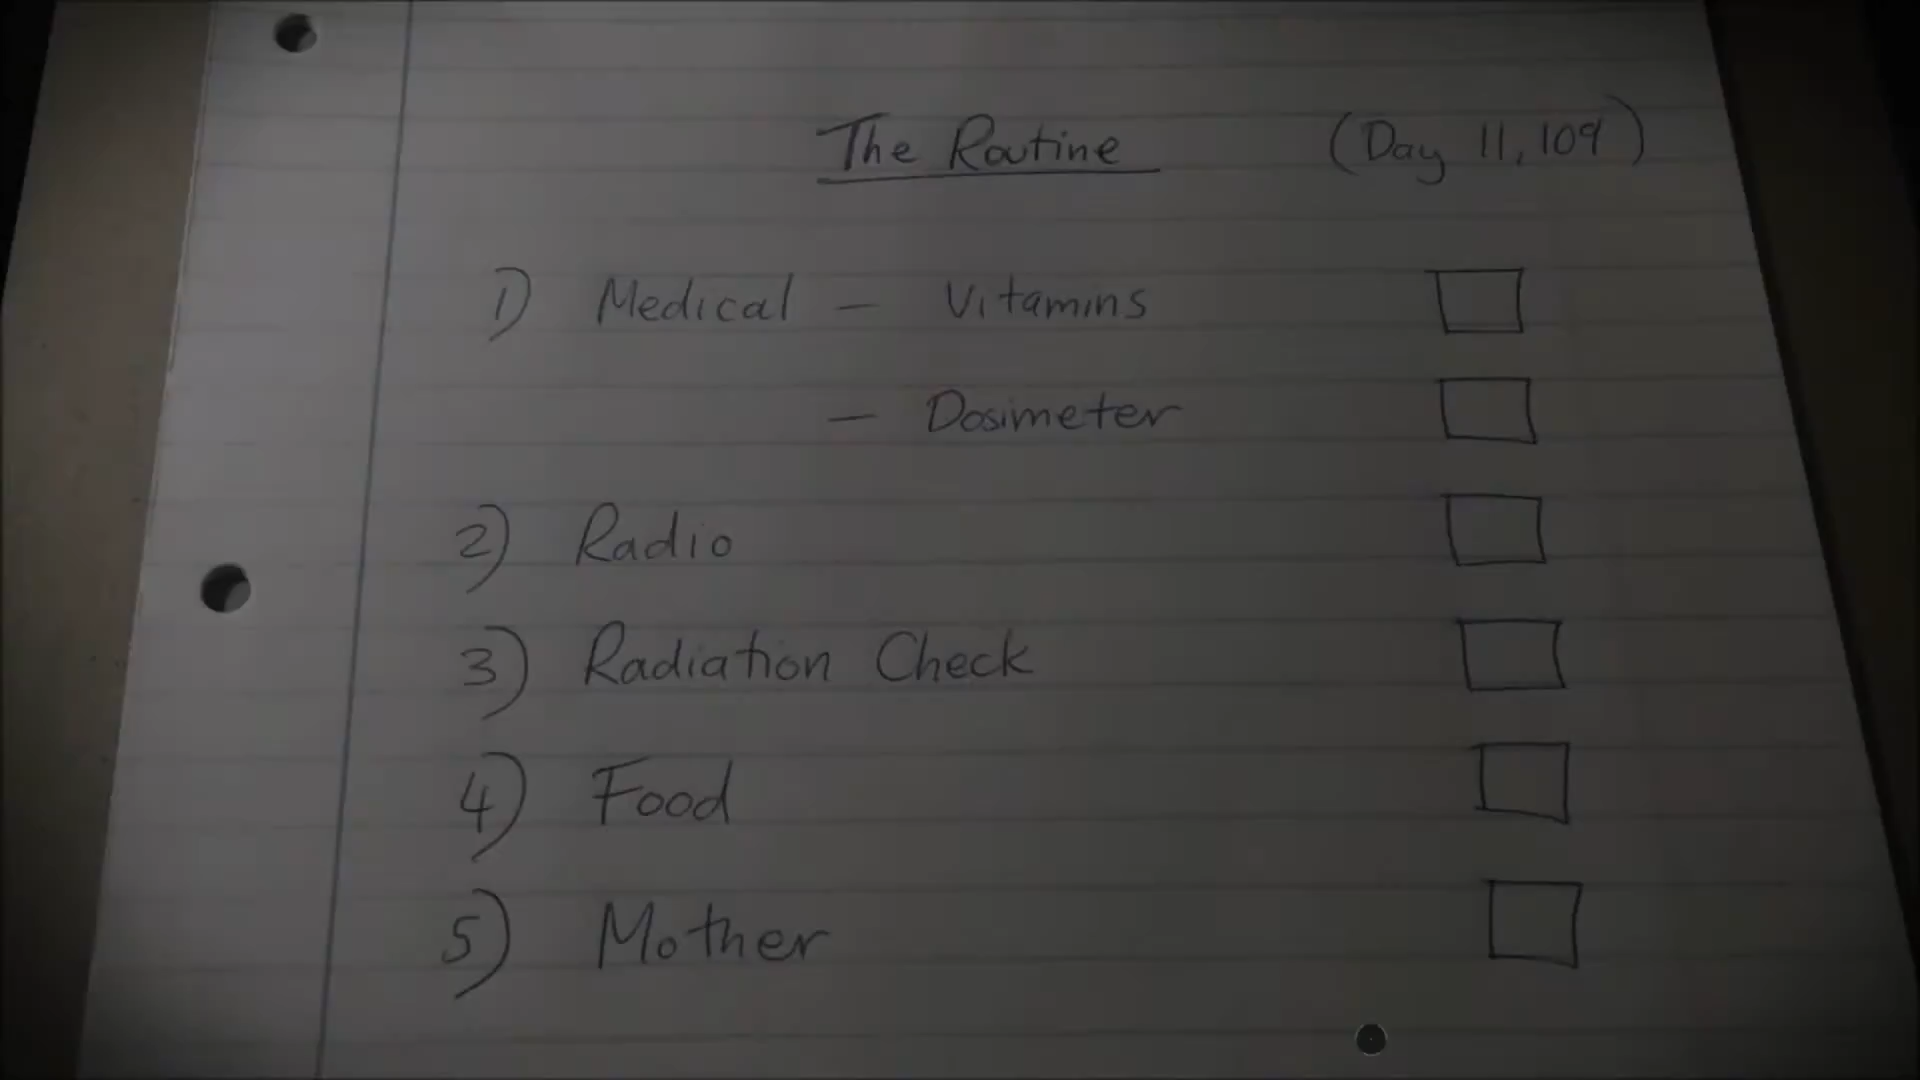 The Routine (Day 11,109)
1) Medical - Vitamins
- Dosimeter
2) Radio
3) Radiation Check
4) Food
5) Mother